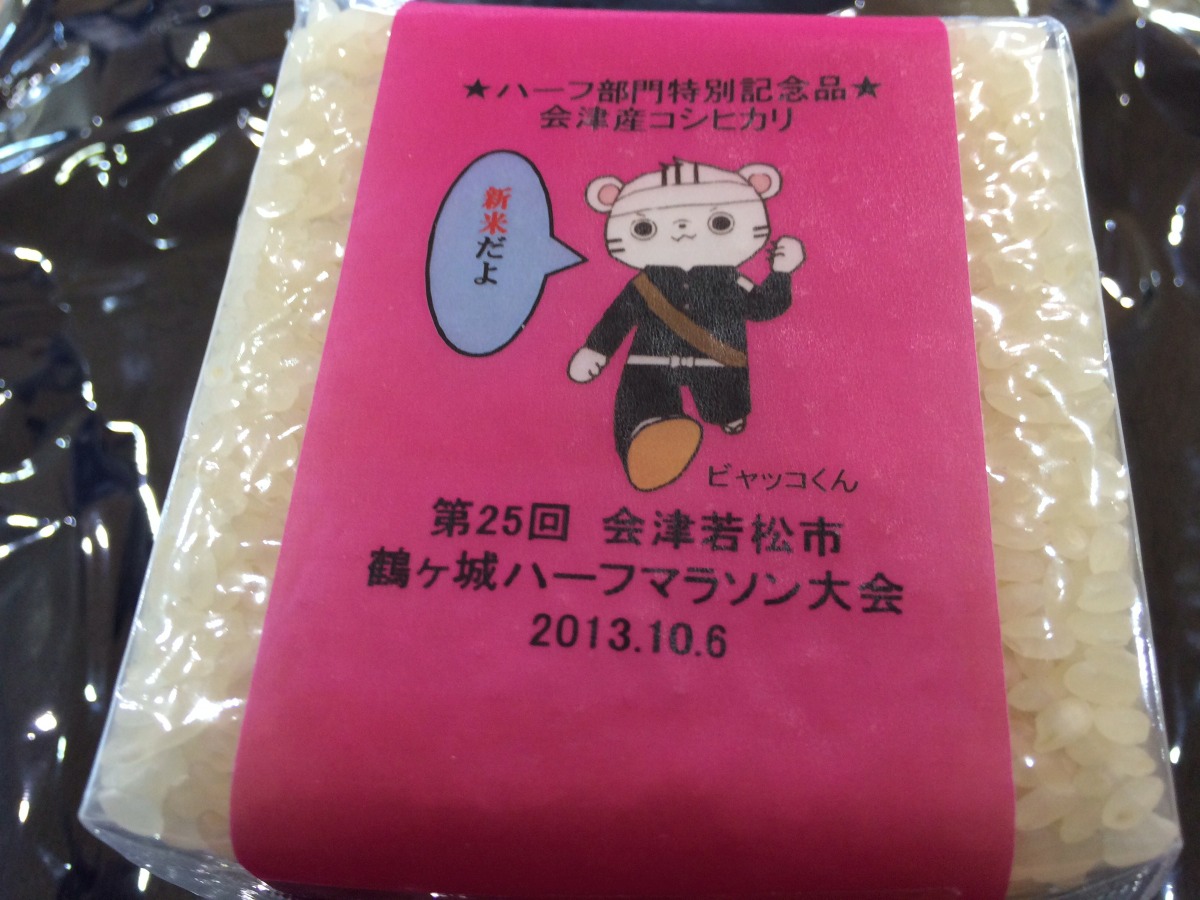 ★ハーフ部門特別記念品★
会津産コシヒカリ
新米だよ
ビャッコくん
第25回 会津若松市
鶴ヶ城ハーフマラソン大会
2013.10.6